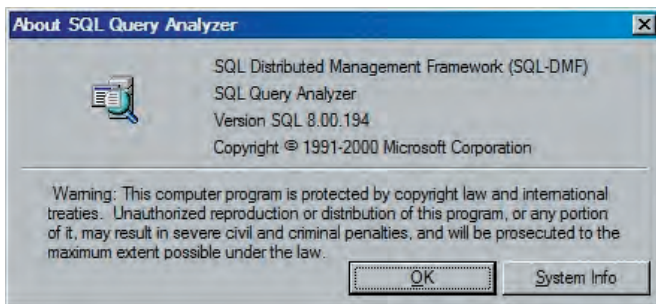 About SQL Query Analyzer
SQL Distributed Management Framework (SQL-DMF)
SQL Query Analyzer
Version SQL 8.00.194
Copyright © 1991-2000 Microsoft Corporation
Warning: This computer program is protected by copyright law and international
treaties. Unauthorized reproduction or distribution of this program, or any portion
of it, may result in severe civil and criminal penalties, and will be prosecuted to the
maximum extent possible under the law.
OK System Info